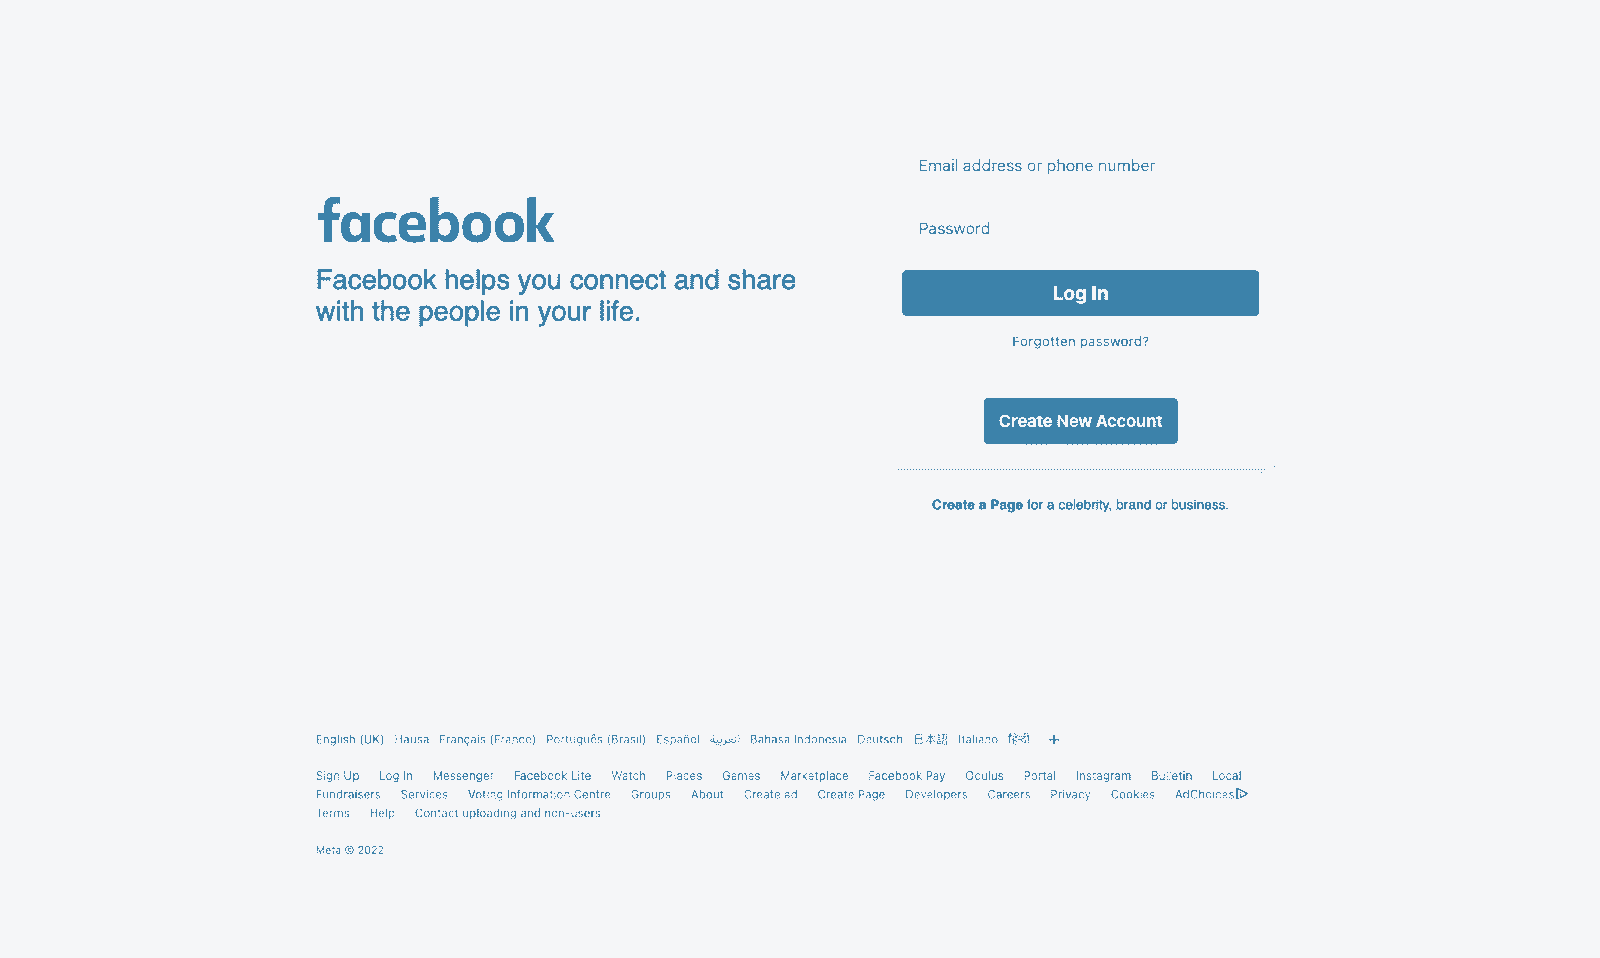 facebook
Facebook helps you connect and share
with the people in your life.
Email address or phone number
Password
Log In
Forgotten password?
Create New Account
Create a Page for a celebrity, brand or business.
English (UK) Hausa Français (France) Português (Brasil) Español العربية Bahasa Indonesia Deutsch 日本語 Italiano हिन्दी +
Sign Up Log In Messenger Facebook Lite Watch Places Games Marketplace Facebook Pay Oculus Portal Instagram Bulletin Local
Fundraisers Services Voting Information Centre Groups About Create ad Create Page Developers Careers Privacy Cookies AdChoices
Terms Help Contact uploading and non-users
Meta © 2022